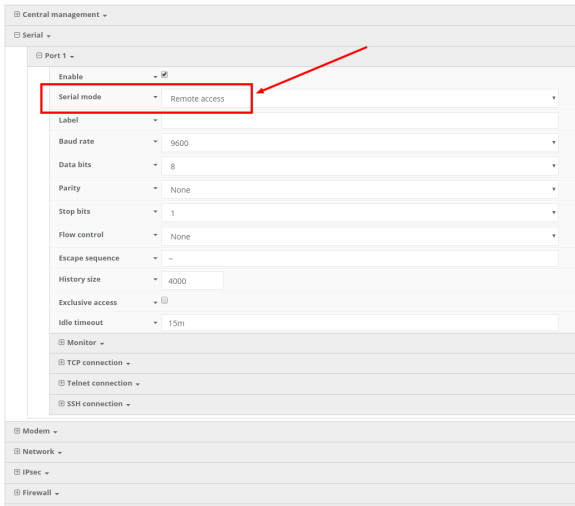 Central management
Serial
Port 1
Enable
Serial mode Remote access
Label
Baud rate 9600
Data bits 8
Parity None
Stop bits 1
Flow control None
Escape sequence ~
History size 4000
Exclusive access
Idle timeout 15m
Monitor
TCP connection
Telnet connection
SSH connection
Modem
Network
IPsec
Firewall